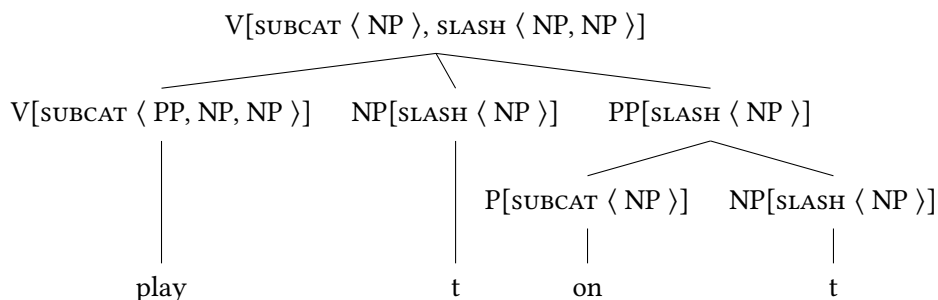 V[SUBCAT ⟨ NP ⟩, SLASH ⟨ NP, NP ⟩]
V[SUBCAT ⟨ PP, NP, NP ⟩] NP[SLASH ⟨ NP ⟩] PP[SLASH ⟨ NP ⟩]
P[SUBCAT ⟨ NP ⟩] NP[SLASH ⟨ NP ⟩]
play t on t